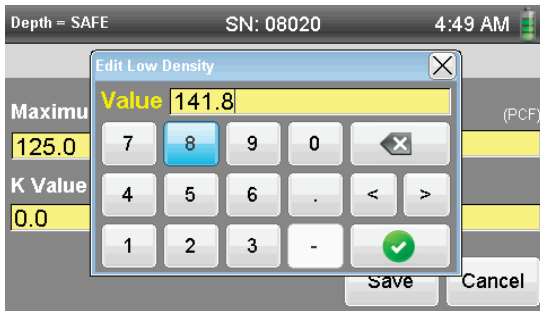 Depth = SAFE SN: 08020 4:49 AM
Edit Low Density
Value 141.8
Maximu (PCF)
125.0
K Value
0.0
7 8 9 0
4 5 6 . < >
1 2 3 -
Save Cancel